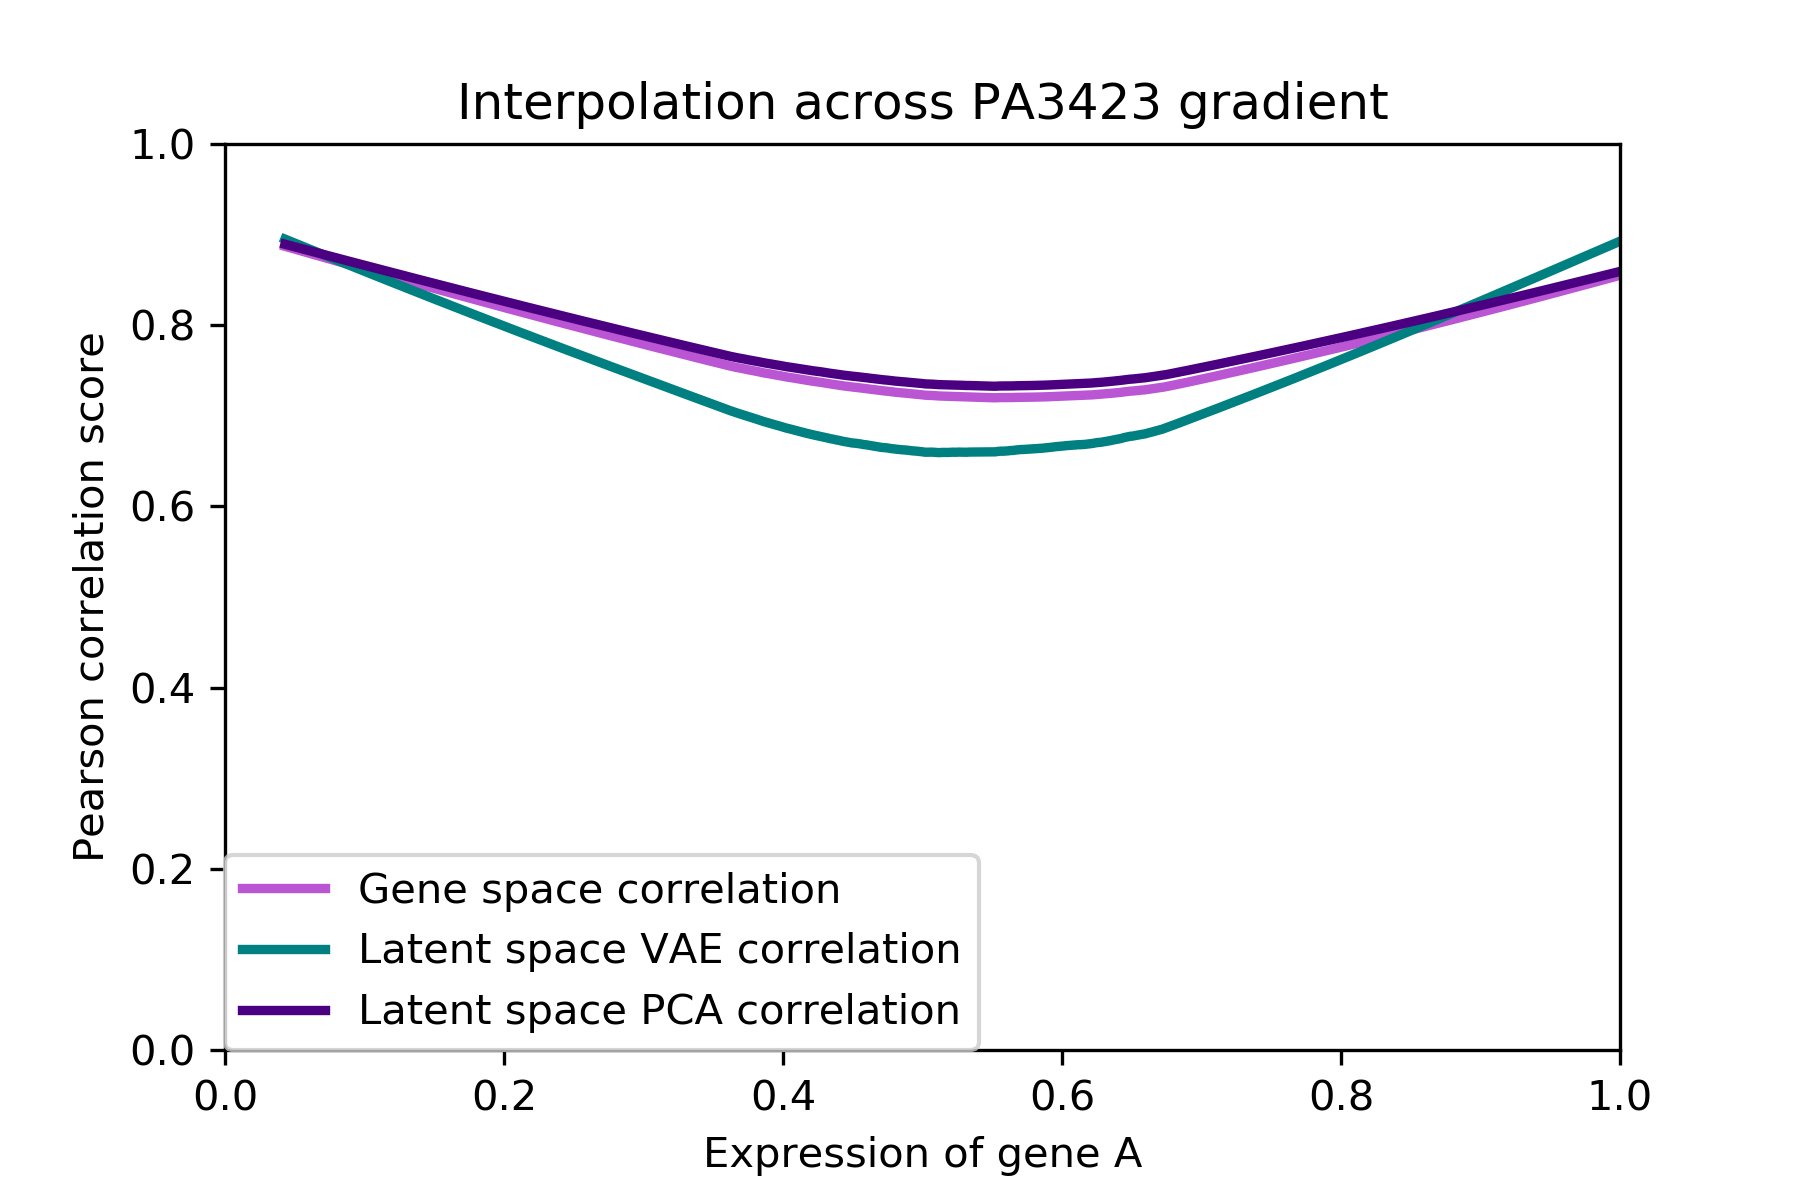 Interpolation across PA3423 gradient
1.0
0.8
0.6
0.4
0.2
0.0
Pearson correlation score
Gene space correlation
Latent space VAE correlation
Latent space PCA correlation
0.0 0.2 0.4 0.6 0.8 1.0
Expression of gene A